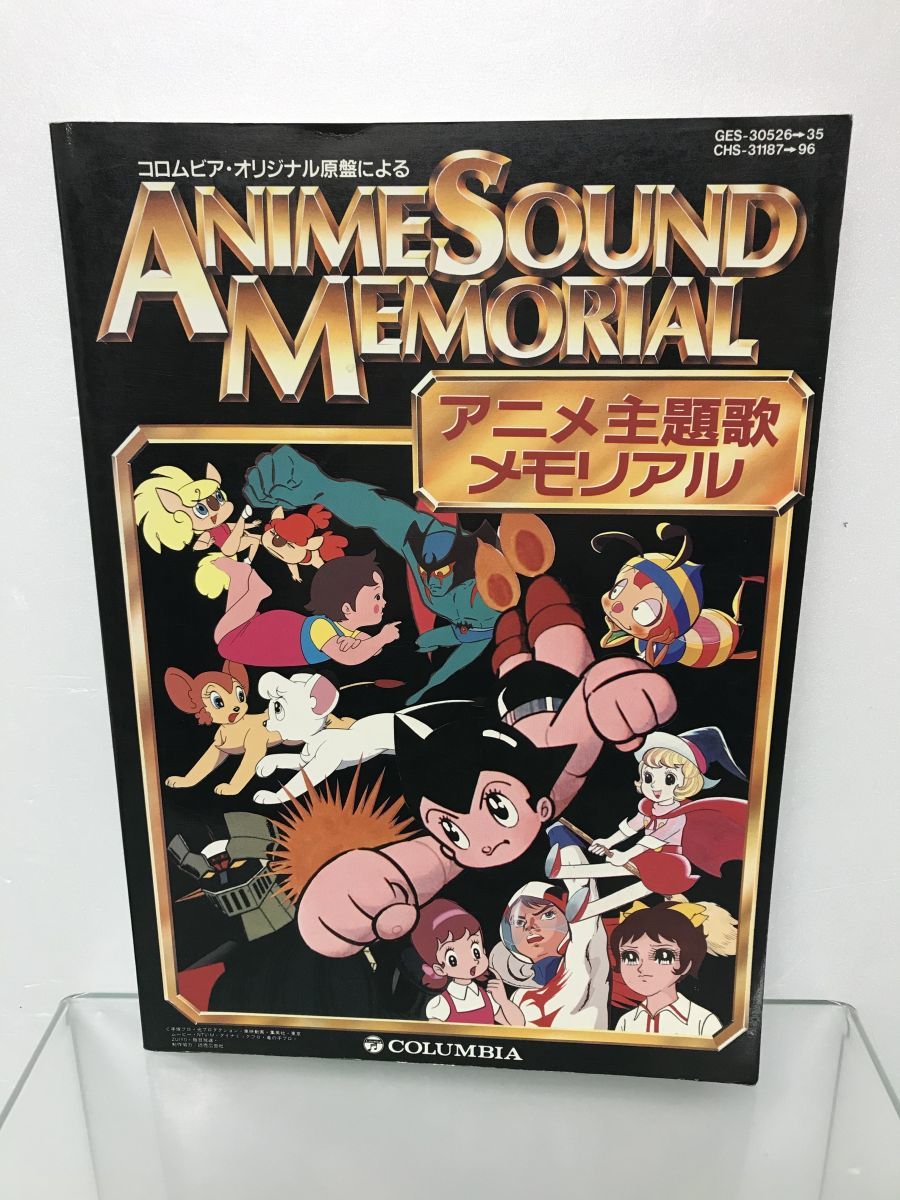 GES-30526→35
CHS-31187→96
コロムビア・オリジナル原盤による
ANIME SOUND
MEMORIAL
アニメ主題歌
メモリアル
COLUMBIA